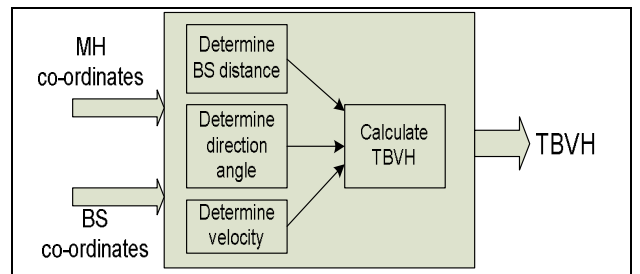 MH
co-ordinates
BS
co-ordinates
Determine
BS distance
Determine
direction
angle
Determine
velocity
Calculate
TBVH
TBVH